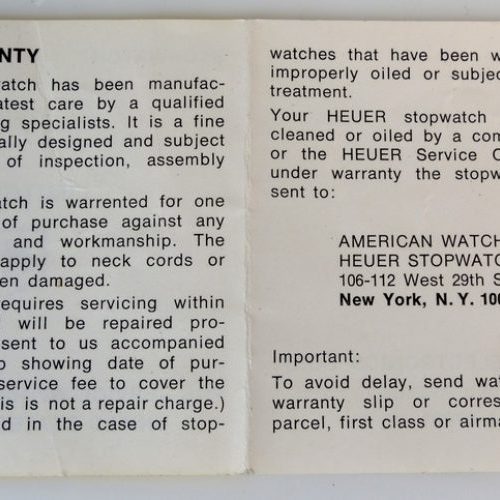 NTY
watch has been manufac-
atest care by a qualified
g specialists. It is a fine
ally designed and subject
of inspection, assembly
atch is warrented for one
of purchase against any
and workmanship. The
apply to neck cords or
en damaged.
equires servicing within
will be repaired pro-
sent to us accompanied
p showing date of pur-
service fee to cover the
is is not a repair charge.)
d in the case of stop-
watches that have been w
improperly oiled or subjec
treatment.
Your HEUER stopwatch
cleaned or oiled by a com
or the HEUER Service C
under warranty the stopw
sent to:
AMERICAN WATCH
HEUER STOPWATC
106-112 West 29th S
New York, N. Y. 100
Important:
To avoid delay, send wat
warranty slip or corres
parcel, first class or airma